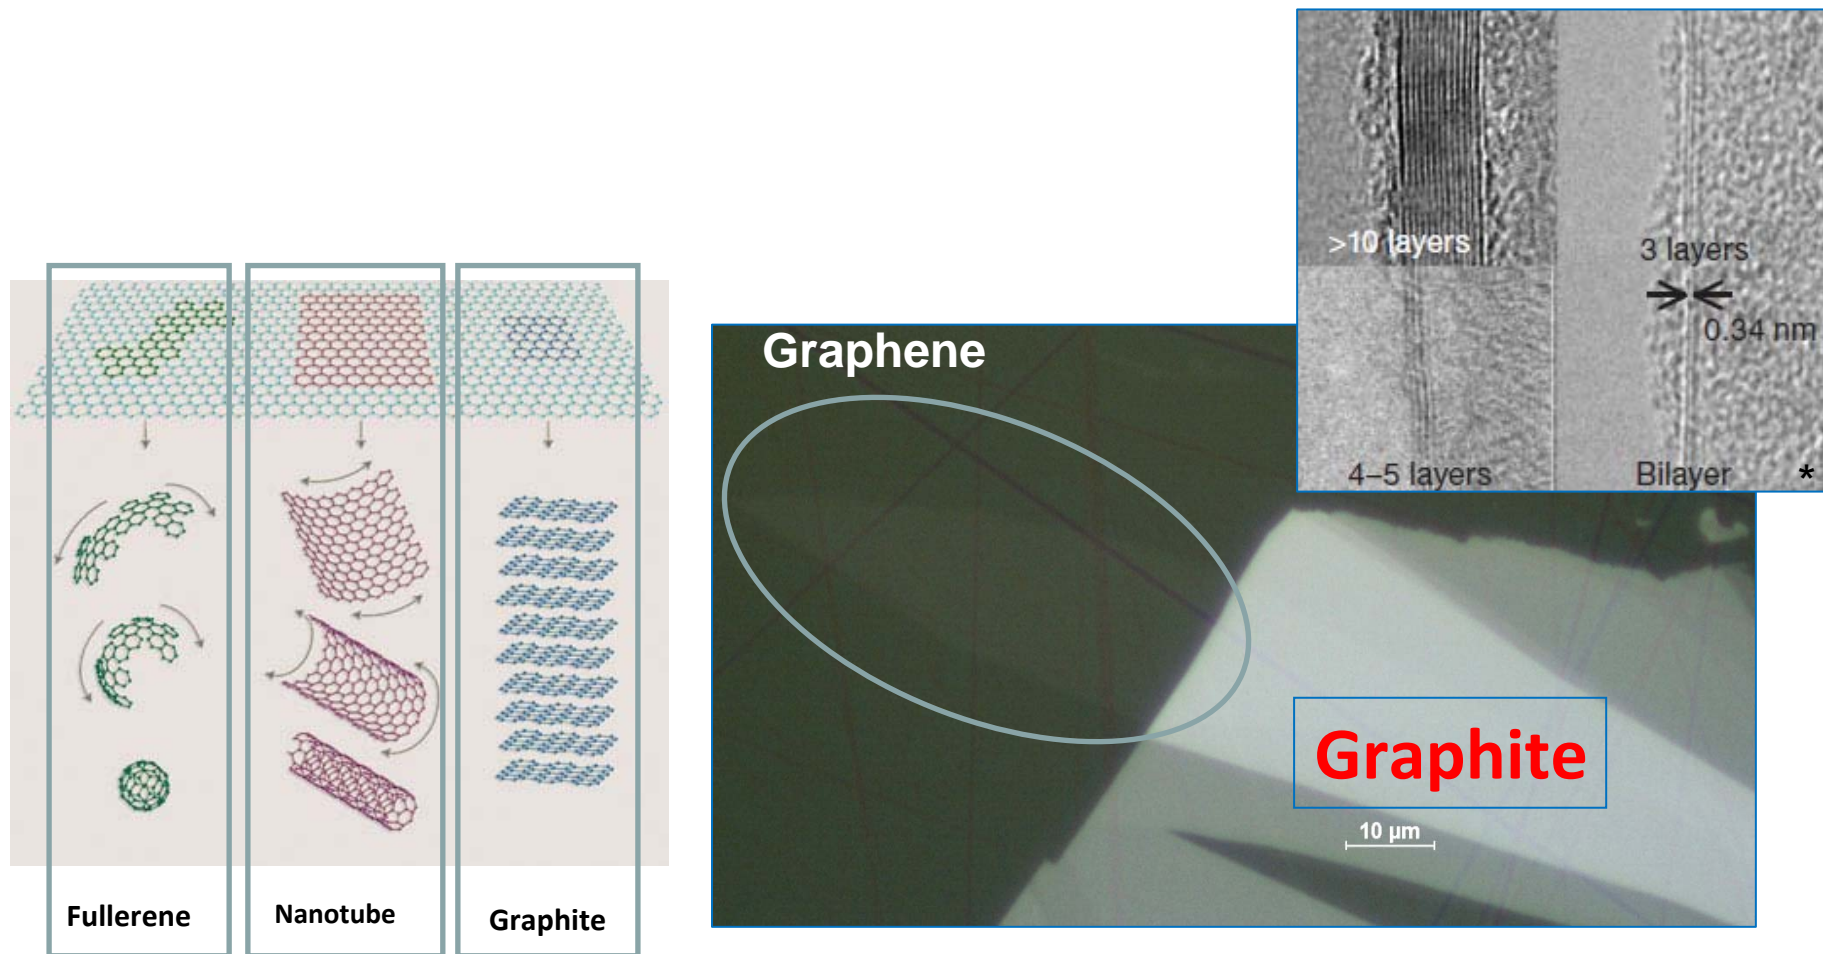 >10 layers
3 layers
0.34 nm
4–5 layers
Bilayer
*
Graphene
Graphite
10 µm
Fullerene
Nanotube
Graphite